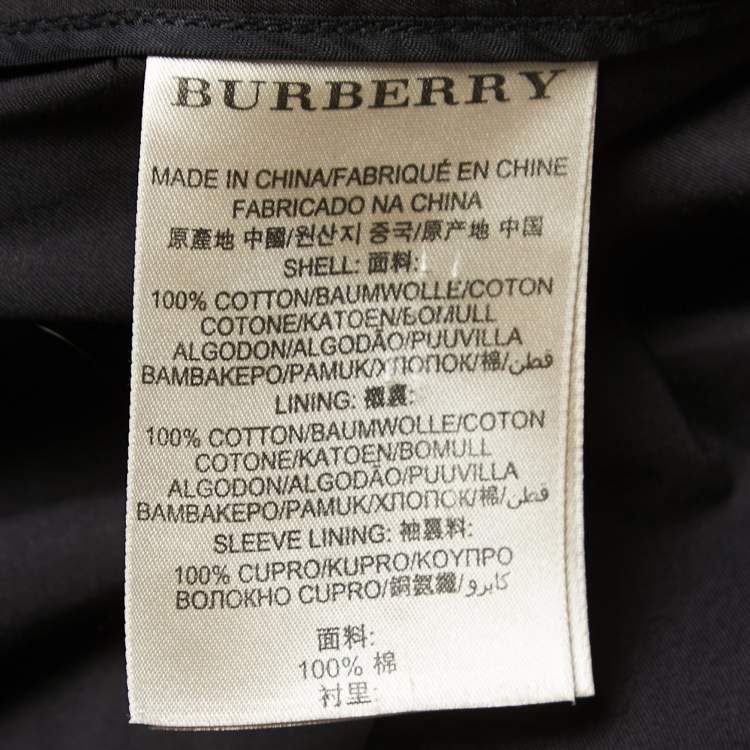 BURBERRY
MADE IN CHINA/FABRIQUÉ EN CHINE
FABRICADO NA CHINA
原產地 中國/원산지 중국/原产地 中国
SHELL: 面料:
100% COTTON/BAUMWOLLE/COTON
COTONE/KATOEN/BOMULL
ALGODON/ALGODÃO/PUUVILLA
ΒΑΜΒΑΚΕΡΟ/PAMUK/ХЛОПОК/棉/قطن
LINING: 襯裏:
100% COTTON/BAUMWOLLE/COTON
COTONE/KATOEN/BOMULL
ALGODON/ALGODÃO/PUUVILLA
ΒΑΜΒΑΚΕΡΟ/PAMUK/ХЛОПОК/棉/قطن
SLEEVE LINING: 袖裏料:
100% CUPRO/KUPRO/ΚΟΥΠΡΟ
ВОЛОКНО CUPRO/銅氨纖/كابرو
面料:
100% 棉
衬里: